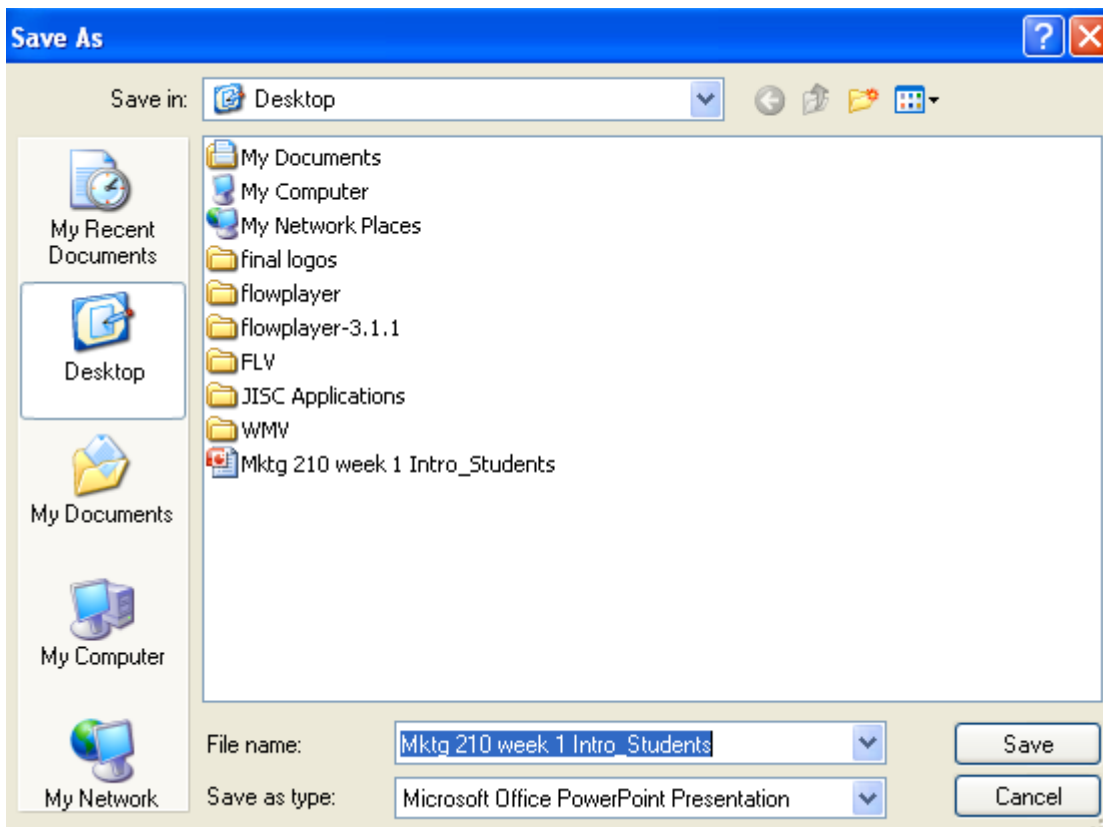 Save As
?
Save in:
Desktop
My Recent
Documents
Desktop
My Documents
My Computer
My Network
My Documents
My Computer
My Network Places
final logos
flowplayer
flowplayer-3.1.1
FLV
JISC Applications
WMV
Mktg 210 week 1 Intro_Students
File name:
Mktg 210 week 1 Intro_Students
Save
Save as type:
Microsoft Office PowerPoint Presentation
Cancel